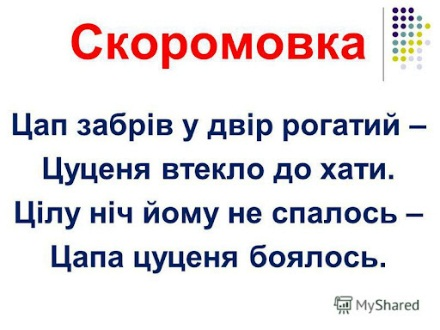 Скоромовка
Цап забрів у двір рогатий –
Цуценя втекло до хати.
Цілу ніч йому не спалось –
Цапа цуценя боялось.
MyShared